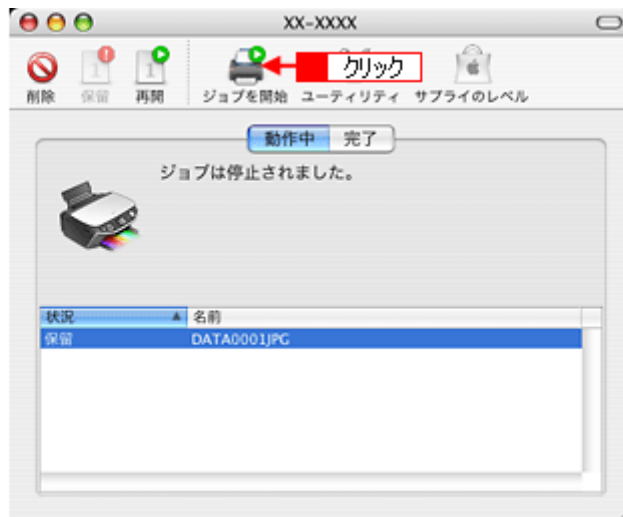 XX-XXXX
クリック
削除 保留 再開 ジョブを開始 ユーティリティ サプライのレベル
動作中 完了
ジョブは停止されました。
状況 名前
保留 DATA0001JPG